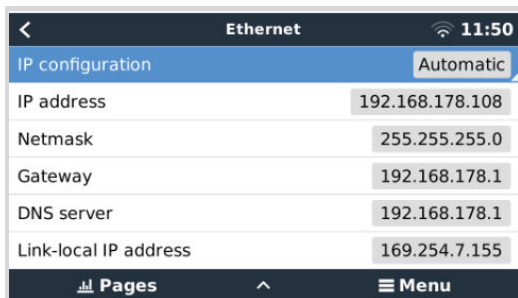 Ethernet 11:50
IP configuration Automatic
IP address 192.168.178.108
Netmask 255.255.255.0
Gateway 192.168.178.1
DNS server 192.168.178.1
Link-local IP address 169.254.7.155
Pages Menu